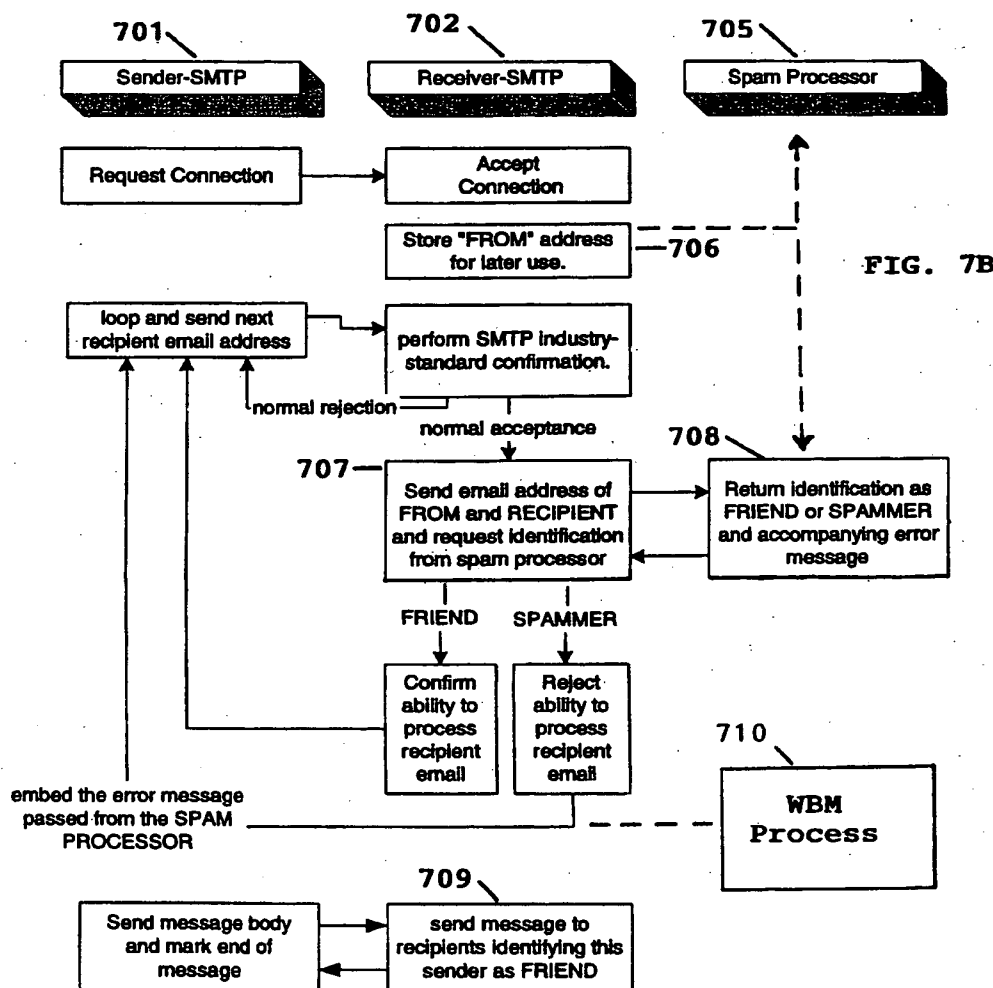 701
702
705
Sender-SMTP
Receiver-SMTP
Spam Processor
Request Connection
Accept
Connection
Store "FROM" address
for later use.
706
FIG. 7B
loop and send next
recipient email address
perform SMTP industry-
standard confirmation.
normal rejection
normal acceptance
707
708
Send email address of
FROM and RECIPIENT
and request identification
from spam processor
Return identification as
FRIEND or SPAMMER
and accompanying error
message
FRIEND
SPAMMER
Confirm
ability to
process
recipient
email
Reject
ability to
process
recipient
email
710
WBM
Process
embed the error message
passed from the SPAM
PROCESSOR
709
Send message body
and mark end of
message
send message to
recipients identifying this
sender as FRIEND